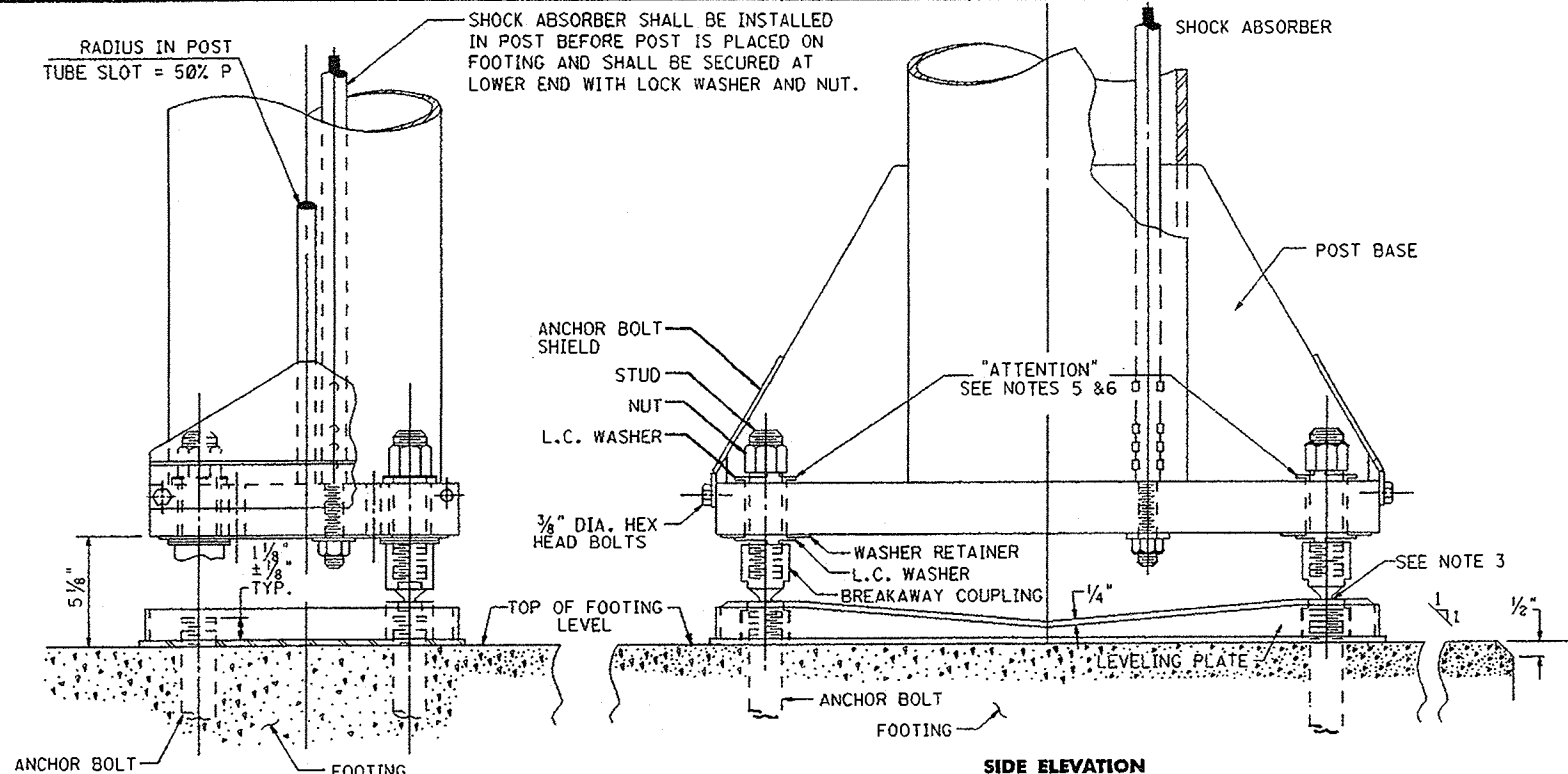 RADIUS IN POST
TUBE SLOT = 50% P
SHOCK ABSORBER SHALL BE INSTALLED
IN POST BEFORE POST IS PLACED ON
FOOTING AND SHALL BE SECURED AT
LOWER END WITH LOCK WASHER AND NUT.
SHOCK ABSORBER
POST BASE
ANCHOR BOLT
SHIELD
STUD
NUT
L.C. WASHER
"ATTENTION"
SEE NOTES 5 &6
3/8" DIA. HEX
HEAD BOLTS
WASHER RETAINER
L.C. WASHER
BREAKAWAY COUPLING
SEE NOTE 3
5 1/8"
1 1/8"
± 1/8"
TYP.
1/4"
1
1
1/2"
TOP OF FOOTING
LEVEL
LEVELING PLATE
ANCHOR BOLT
FOOTING
ANCHOR BOLT
FOOTING
SIDE ELEVATION